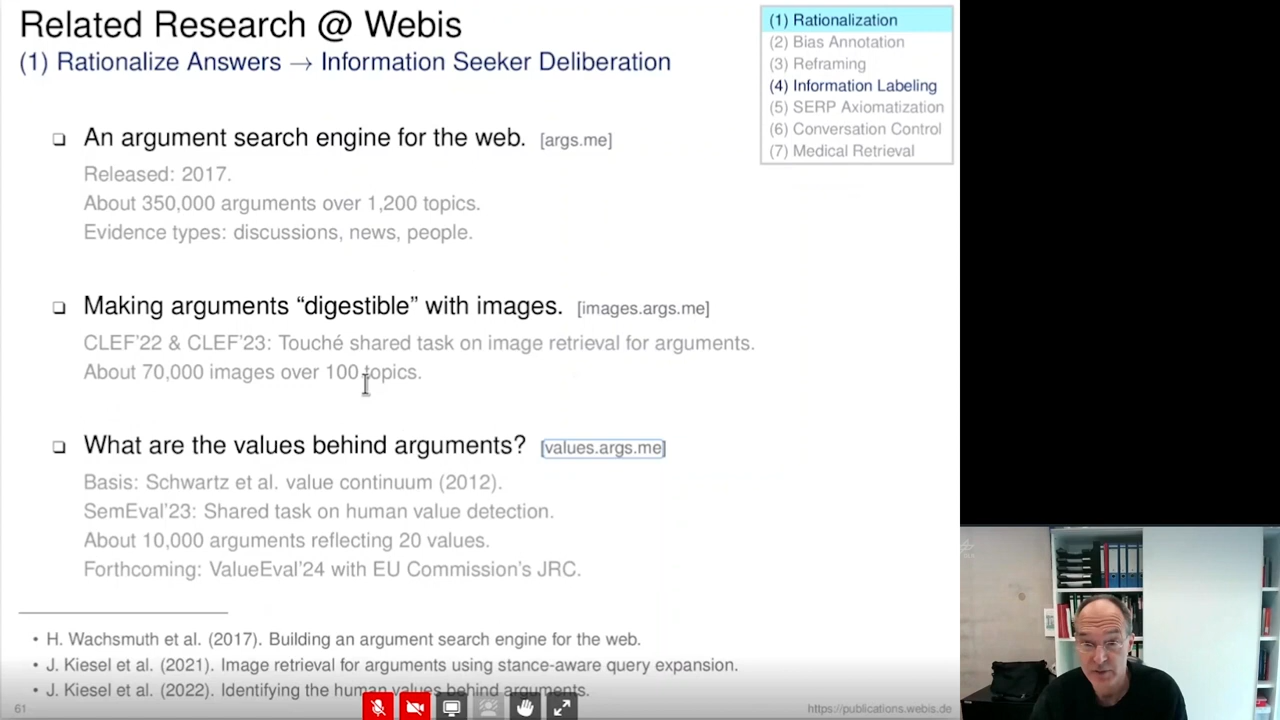 Related Research @ Webis
(1) Rationalize Answers → Information Seeker Deliberation
(1) Rationalization
(2) Bias Annotation
(3) Reframing
(4) Information Labeling
(5) SERP Axiomatization
(6) Conversation Control
(7) Medical Retrieval
❏ An argument search engine for the web. [args.me]
Released: 2017.
About 350,000 arguments over 1,200 topics.
Evidence types: discussions, news, people.
❏ Making arguments “digestible” with images. [images.args.me]
CLEF’22 & CLEF’23: Touché shared task on image retrieval for arguments.
About 70,000 images over 100 topics.
❏ What are the values behind arguments? [values.args.me]
Basis: Schwartz et al. value continuum (2012).
SemEval’23: Shared task on human value detection.
About 10,000 arguments reflecting 20 values.
Forthcoming: ValueEval’24 with EU Commission’s JRC.
• H. Wachsmuth et al. (2017). Building an argument search engine for the web.
• J. Kiesel et al. (2021). Image retrieval for arguments using stance-aware query expansion.
• J. Kiesel et al. (2022). Identifying the human values behind arguments.
61
https://publications.webis.de